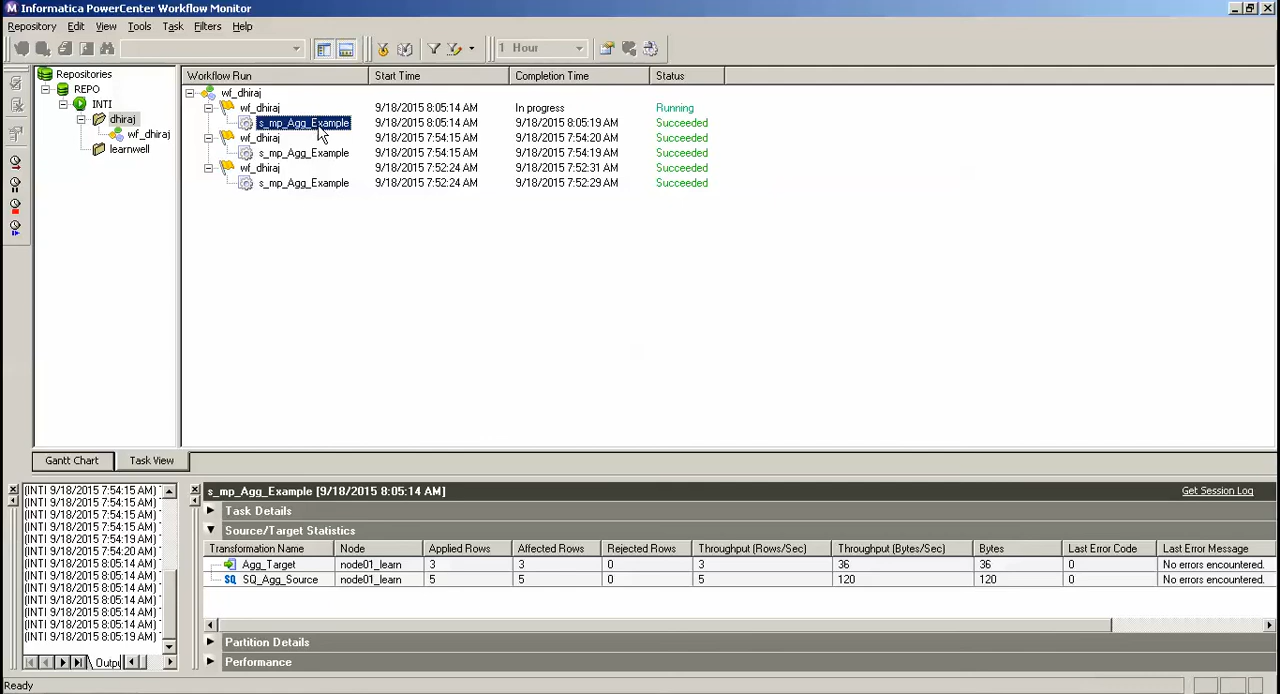 Informatica PowerCenter Workflow Monitor
Repository Edit View Tools Task Filters Help
1 Hour
Repositories
REPO
INTI
dhiraj
wf_dhiraj
learnwell
Workflow Run Start Time Completion Time Status
wf_dhiraj
wf_dhiraj 9/18/2015 8:05:14 AM In progress Running
s_mp_Agg_Example 9/18/2015 8:05:14 AM 9/18/2015 8:05:19 AM Succeeded
wf_dhiraj 9/18/2015 7:54:15 AM 9/18/2015 7:54:20 AM Succeeded
s_mp_Agg_Example 9/18/2015 7:54:15 AM 9/18/2015 7:54:19 AM Succeeded
wf_dhiraj 9/18/2015 7:52:24 AM 9/18/2015 7:52:31 AM Succeeded
s_mp_Agg_Example 9/18/2015 7:52:24 AM 9/18/2015 7:52:29 AM Succeeded
Gantt Chart Task View
(INTI 9/18/2015 7:54:15 AM)
(INTI 9/18/2015 7:54:15 AM)
(INTI 9/18/2015 7:54:15 AM)
(INTI 9/18/2015 7:54:15 AM)
(INTI 9/18/2015 7:54:19 AM)
(INTI 9/18/2015 7:54:20 AM)
(INTI 9/18/2015 8:05:14 AM)
(INTI 9/18/2015 8:05:14 AM)
(INTI 9/18/2015 8:05:14 AM)
(INTI 9/18/2015 8:05:14 AM)
(INTI 9/18/2015 8:05:14 AM)
(INTI 9/18/2015 8:05:14 AM)
(INTI 9/18/2015 8:05:19 AM)
Outpu
s_mp_Agg_Example [9/18/2015 8:05:14 AM] Get Session Log
Task Details
Source/Target Statistics
Transformation Name Node Applied Rows Affected Rows Rejected Rows Throughput (Rows/Sec) Throughput (Bytes/Sec) Bytes Last Error Code Last Error Message
Agg_Target node01_learn 3 3 0 3 36 36 0 No errors encountered.
SQ SQ_Agg_Source node01_learn 5 5 0 5 120 120 0 No errors encountered.
Partition Details
Performance
Ready